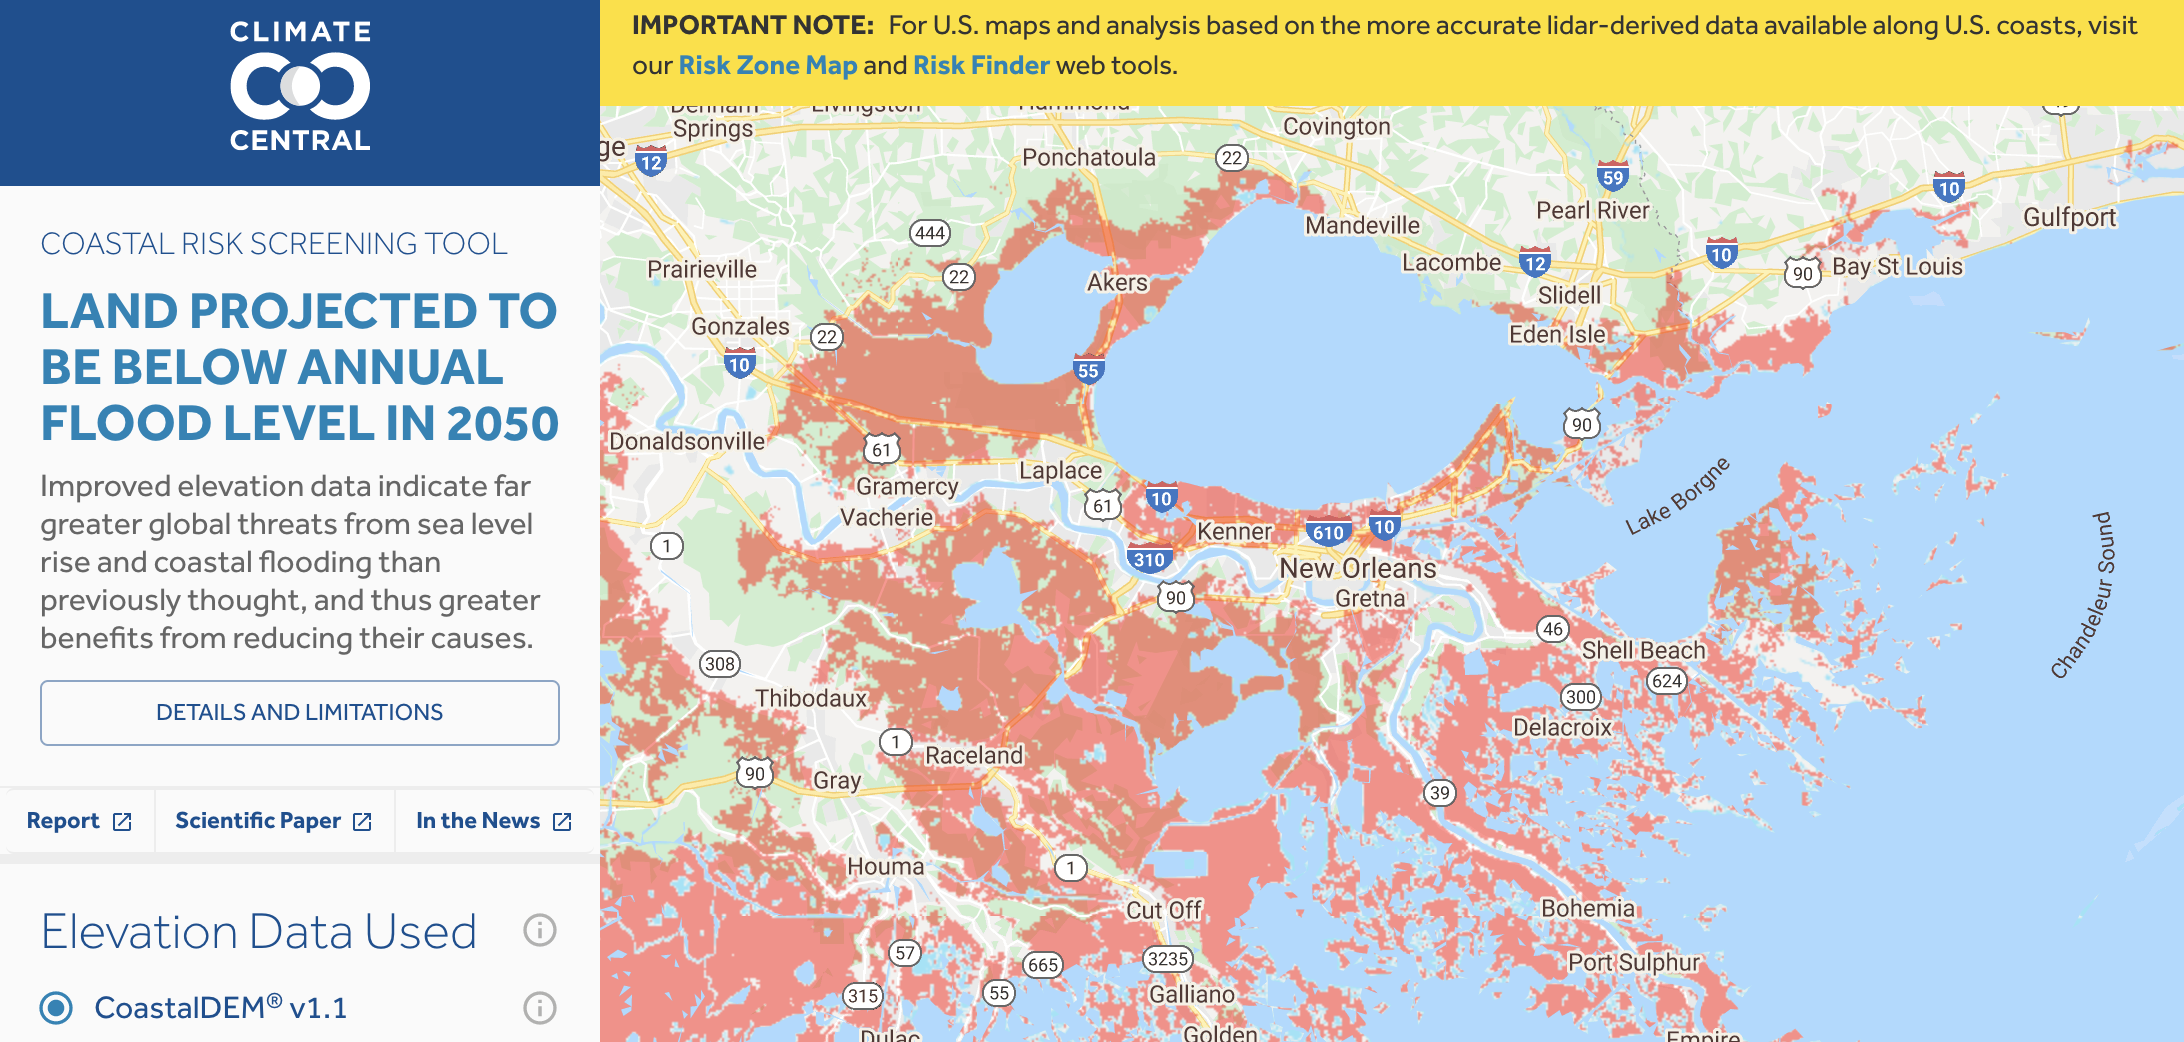 CLIMATE
CENTRAL
COASTAL RISK SCREENING TOOL
LAND PROJECTED TO
BE BELOW ANNUAL
FLOOD LEVEL IN 2050
Improved elevation data indicate far
greater global threats from sea level
rise and coastal flooding than
previously thought, and thus greater
benefits from reducing their causes.
DETAILS AND LIMITATIONS
Report
Scientific Paper
In the News
Elevation Data Used
CoastalDEM® v1.1
IMPORTANT NOTE: For U.S. maps and analysis based on the more accurate lidar-derived data available along U.S. coasts, visit
our Risk Zone Map and Risk Finder web tools.
Denham
Springs
Livingston
Hammond
Covington
ge
12
Ponchatoula
22
59
10
Pearl River
Mandeville
Gulfport
444
Prairieville
22
Akers
Lacombe
12
10
90
Bay St Louis
Slidell
Gonzales
22
Eden Isle
10
55
Donaldsonville
61
90
Laplace
Gramercy
61
10
Lake Borgne
Vacherie
Kenner
610
10
1
310
New Orleans
Chandeleur Sound
90
Gretna
46
308
Shell Beach
624
Thibodaux
300
Delacroix
1
Raceland
90
Gray
39
Houma
1
Cut Off
Bohemia
57
665
3235
Port Sulphur
315
55
Galliano
Dulac
Golden
Empire